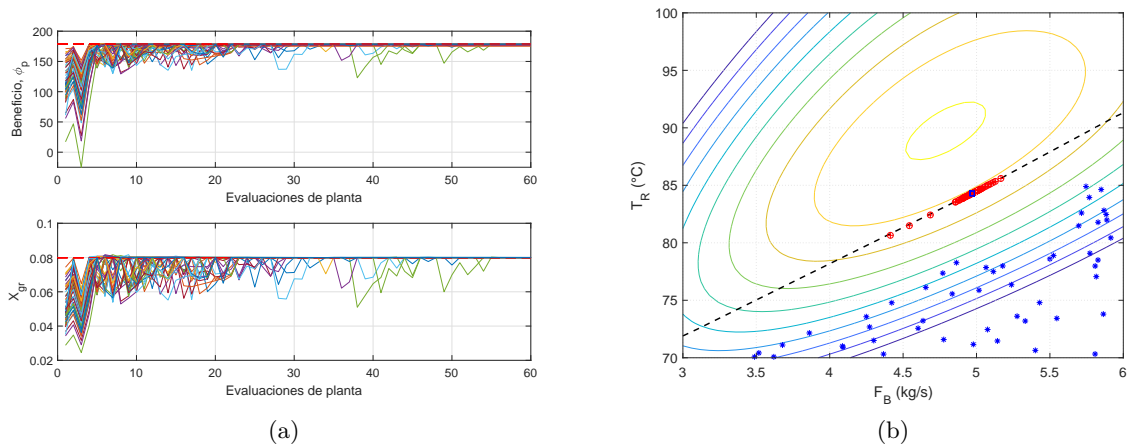 200
150
100
50
0
Beneficio, ϕp
0 10 20 30 40 50 60
Evaluaciones de planta
0.1
0.08
0.06
0.04
0.02
Xgr
0 10 20 30 40 50 60
Evaluaciones de planta
(a)
100
95
90
85
80
75
70
TR (°C)
3 3.5 4 4.5 5 5.5 6
FB (kg/s)
(b)